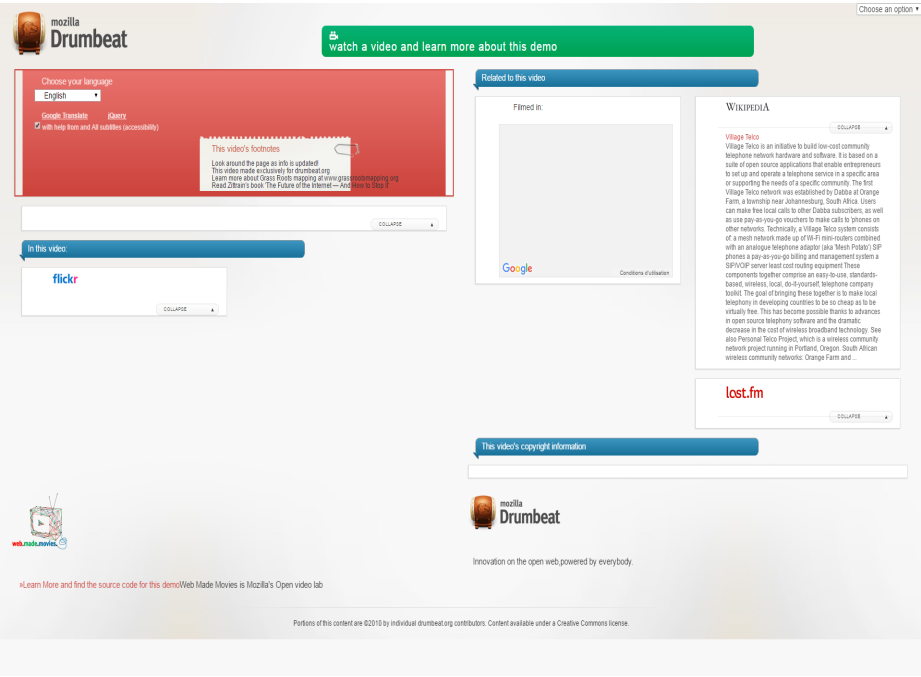 Choose an option
mozilla
Drumbeat
watch a video and learn more about this demo
Choose your language
English
Google Translate jQuery
with help from and All subtitles (accessibility)
This video's footnotes
Look around the page as info is updated!
This video made exclusively for drumbeat.org
Learn more about Grass Roots mapping at www.grassrootsmapping.org
Read Zittrain's book 'The Future of the Internet — And How to Stop It'
COLLAPSE
In this video:
flickr
COLLAPSE
Related to this video
Filmed in:
Google
Conditions d'utilisation
WIKIPEDIA
COLLAPSE
Village Telco
Village Telco is an initiative to build low-cost community
telephone network hardware and software. It is based on a
suite of open source applications that enable entrepreneurs
to set up and operate a telephone service in a specific area
or supporting the needs of a specific community. The first
Village Telco network was established by Dabba at Orange
Farm, a township near Johannesburg, South Africa. Users
can make free local calls to other Dabba subscribers, as well
as use pay-as-you-go vouchers to make calls to 'phones on
other networks. Technically, a Village Telco system consists
of: a mesh network made up of Wi-Fi mini-routers combined
with an analogue telephone adaptor (aka 'Mesh Potato') SIP
phones a pay-as-you-go billing and management system a
SIP/VOIP server least cost routing equipment These
components together comprise an easy-to-use, standards-
based, wireless, local, do-it-yourself, telephone company
toolkit. The goal of bringing these together is to make local
telephony in developing countries to be so cheap as to be
virtually free. This has become possible thanks to advances
in open source telephony software and the dramatic
decrease in the cost of wireless broadband technology. See
also Personal Telco Project, which is a wireless community
network project running in Portland, Oregon. South African
wireless community networks: Orange Farm and ...
lost.fm
COLLAPSE
This video's copyright information
web.made.movies.
»Learn More and find the source code for this demoWeb Made Movies is Mozilla's Open video lab
mozilla
Drumbeat
Innovation on the open web,powered by everybody.
Portions of this content are ©2010 by individual drumbeat.org contributors. Content available under a Creative Commons license.